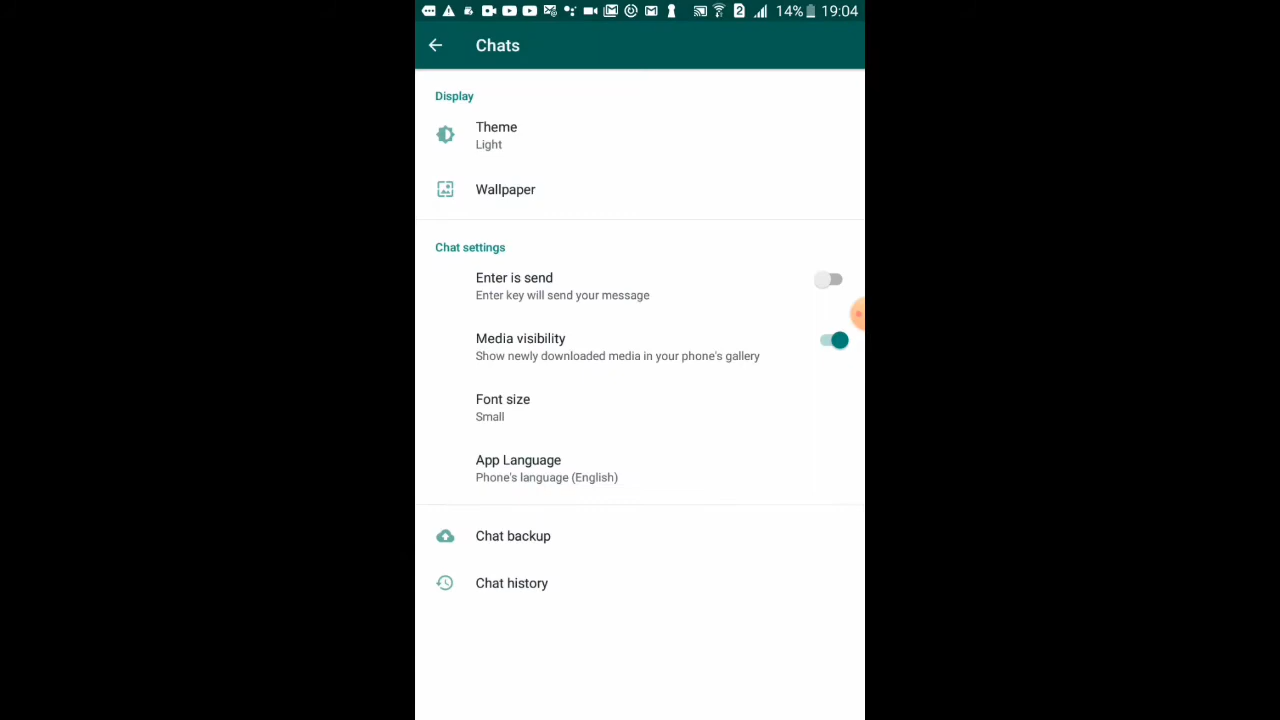 14% 19:04
Chats
Display
Theme
Light
Wallpaper
Chat settings
Enter is send
Enter key will send your message
Media visibility
Show newly downloaded media in your phone's gallery
Font size
Small
App Language
Phone's language (English)
Chat backup
Chat history